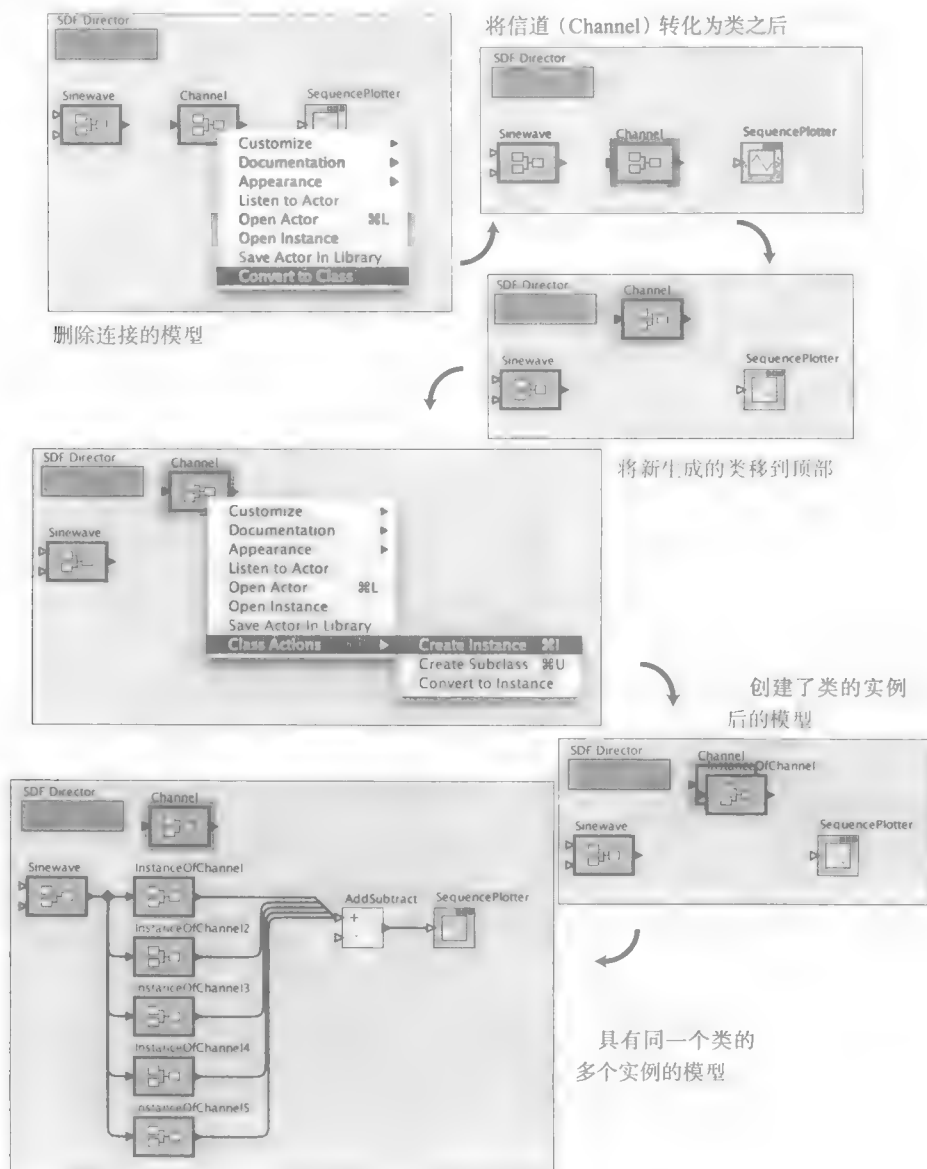 SDF Director
Sinewave
Channel
SequencePlotter
Customize
Documentation
Appearance
Listen to Actor
Open Actor ⌘L
Open Instance
Save Actor In Library
Convert to Class
删除连接的模型
将信道（Channel）转化为类之后
SDF Director
Sinewave
Channel
SequencePlotter
SDF Director
Channel
Sinewave
SequencePlotter
将新生成的类移到顶部
SDF Director
Channel
Sinewave
Customize
Documentation
Appearance
Listen to Actor
Open Actor ⌘L
Open Instance
Save Actor In Library
Class Actions
Create Instance ⌘I
Create Subclass ⌘U
Convert to Instance
创建了类的实例
后的模型
SDF Director
Channel
InstanceOfChannel
Sinewave
SequencePlotter
SDF Director
Channel
Sinewave
InstanceOfChannel
AddSubtract
SequencePlotter
+
-
InstanceOfChannel2
InstanceOfChannel3
InstanceOfChannel4
InstanceOfChannel5
具有同一个类的
多个实例的模型